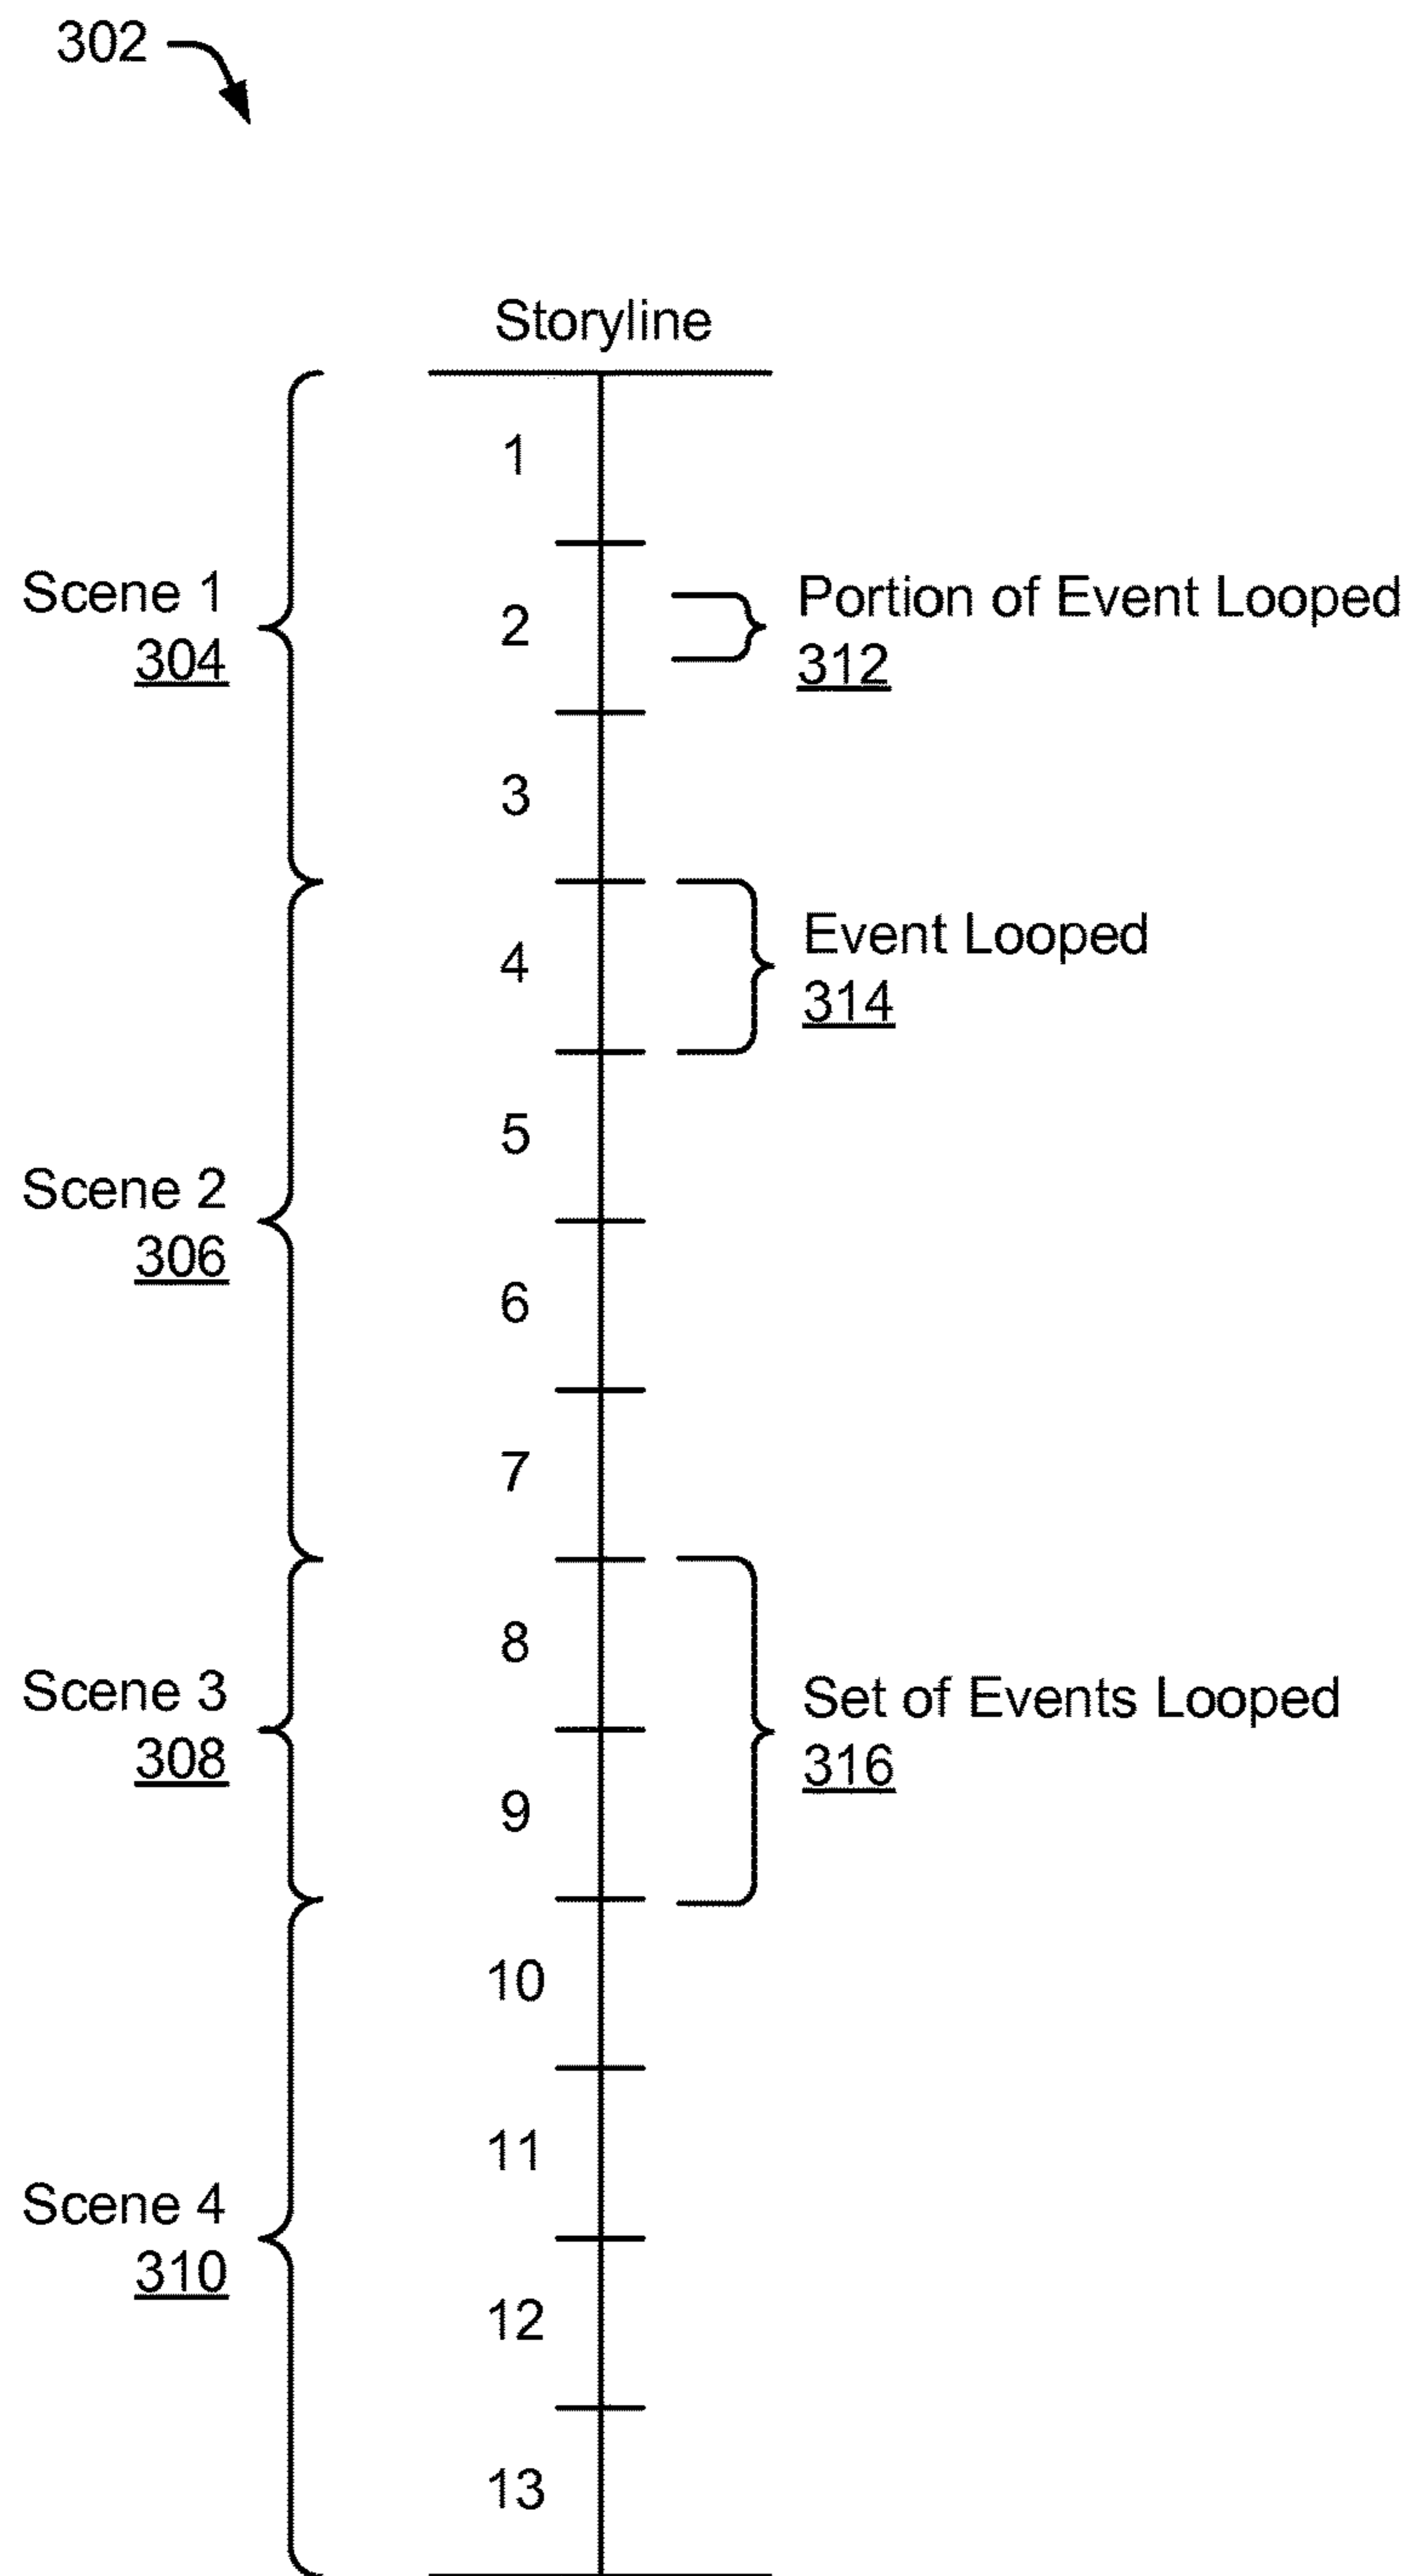 302
Storyline
1
Scene 1
304
2
Portion of Event Looped
312
3
4
Event Looped
314
5
Scene 2
306
6
7
8
Scene 3
308
Set of Events Looped
316
9
10
11
Scene 4
310
12
13